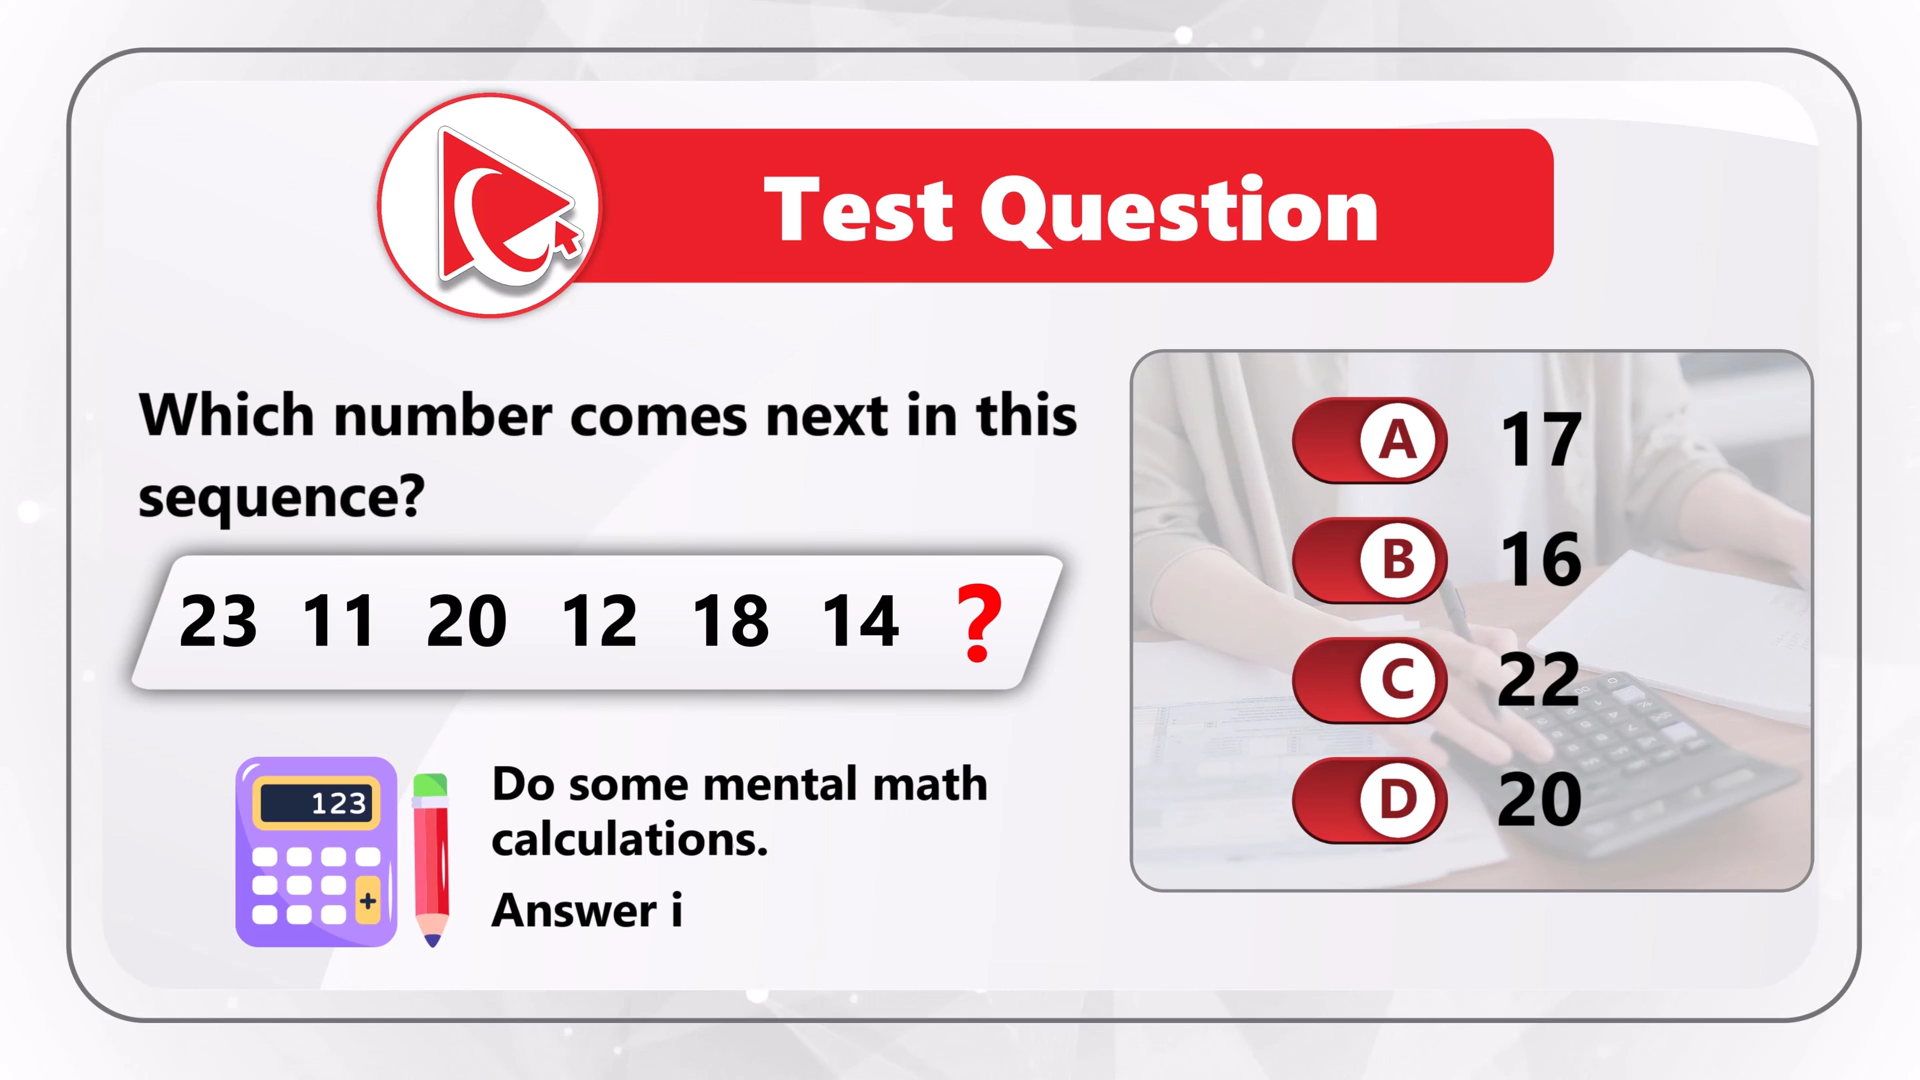 Test Question
Which number comes next in this
sequence?
23 11 20 12 18 14 ?
123
+
Do some mental math
calculations.
Answer i
A 17
B 16
C 22
D 20